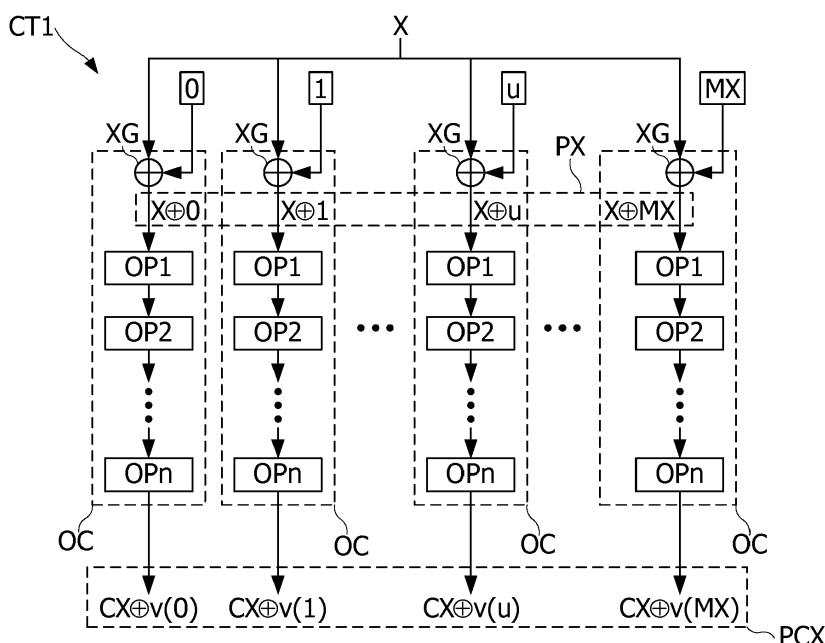 CT1
X
0 1 u MX
XG XG XG XG
PX
X⊕0 X⊕1 X⊕u X⊕MX
OP1 OP1 OP1 OP1
OP2 OP2 ••• OP2 ••• OP2
OPn OPn OPn OPn
OC OC OC OC
CX⊕v(0) CX⊕v(1) CX⊕v(u) CX⊕v(MX)
PCX